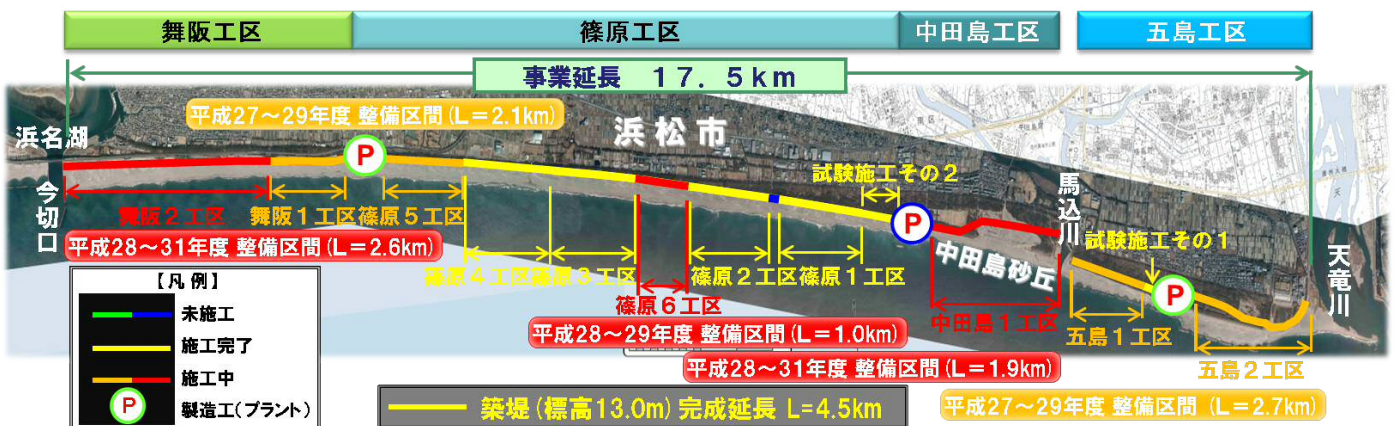 舞阪工区
篠原工区
中田島工区
五島工区
事業延長 17.5km
平成27～29年度 整備区間(L=2.1km)
浜名湖
浜松市
今切口
試験施工その2
馬込川
試験施工その1
天竜川
舞阪2工区
舞阪1工区
篠原5工区
平成28～31年度 整備区間(L=2.6km)
篠原4工区
篠原3工区
篠原2工区
篠原1工区
中田島砂丘
篠原6工区
中田島1工区
五島1工区
五島2工区
平成28～29年度 整備区間(L=1.0km)
平成28～31年度 整備区間(L=1.9km)
平成27～29年度 整備区間 (L=2.7km)
【凡例】
未施工
施工完了
施工中
P 製造工(プラント)
築堤(標高13.0m) 完成延長 L=4.5km
P
P
P